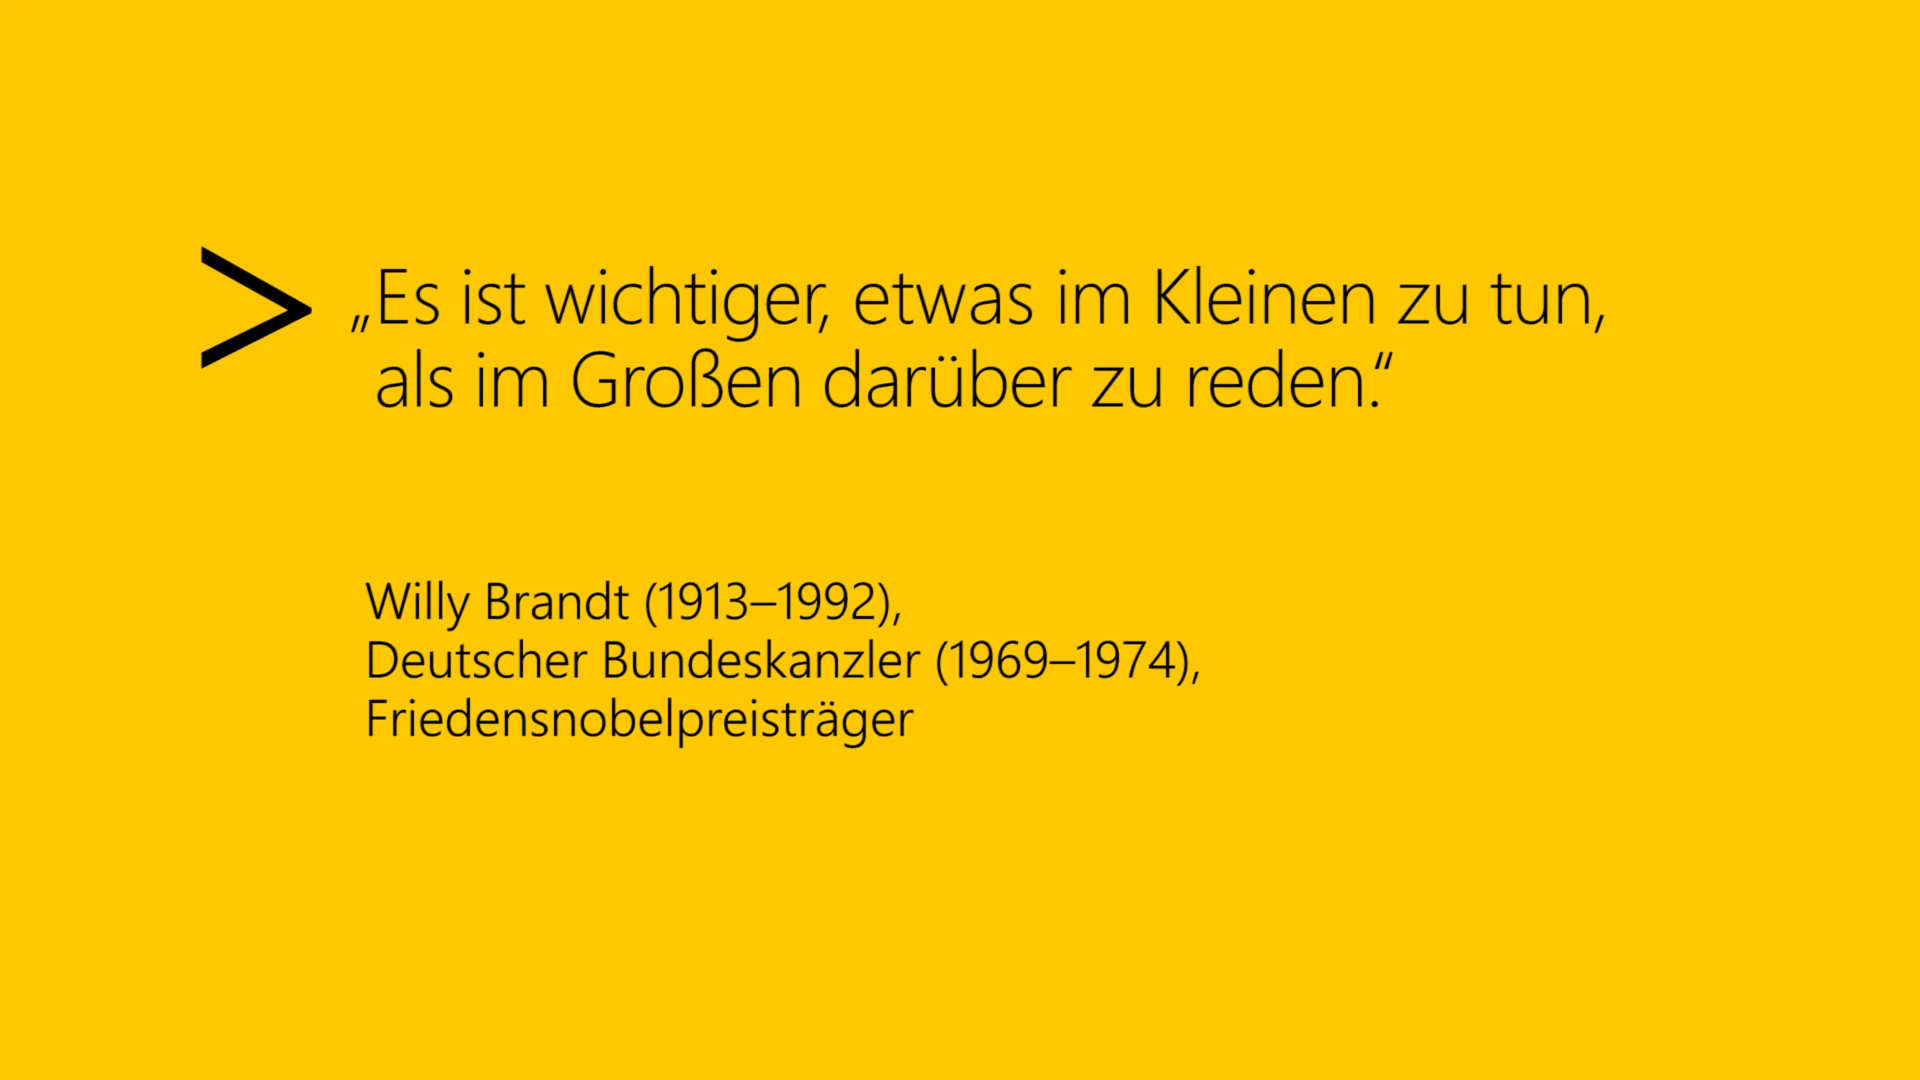 > „Es ist wichtiger, etwas im Kleinen zu tun,
als im Großen darüber zu reden.“
Willy Brandt (1913–1992),
Deutscher Bundeskanzler (1969–1974),
Friedensnobelpreisträger